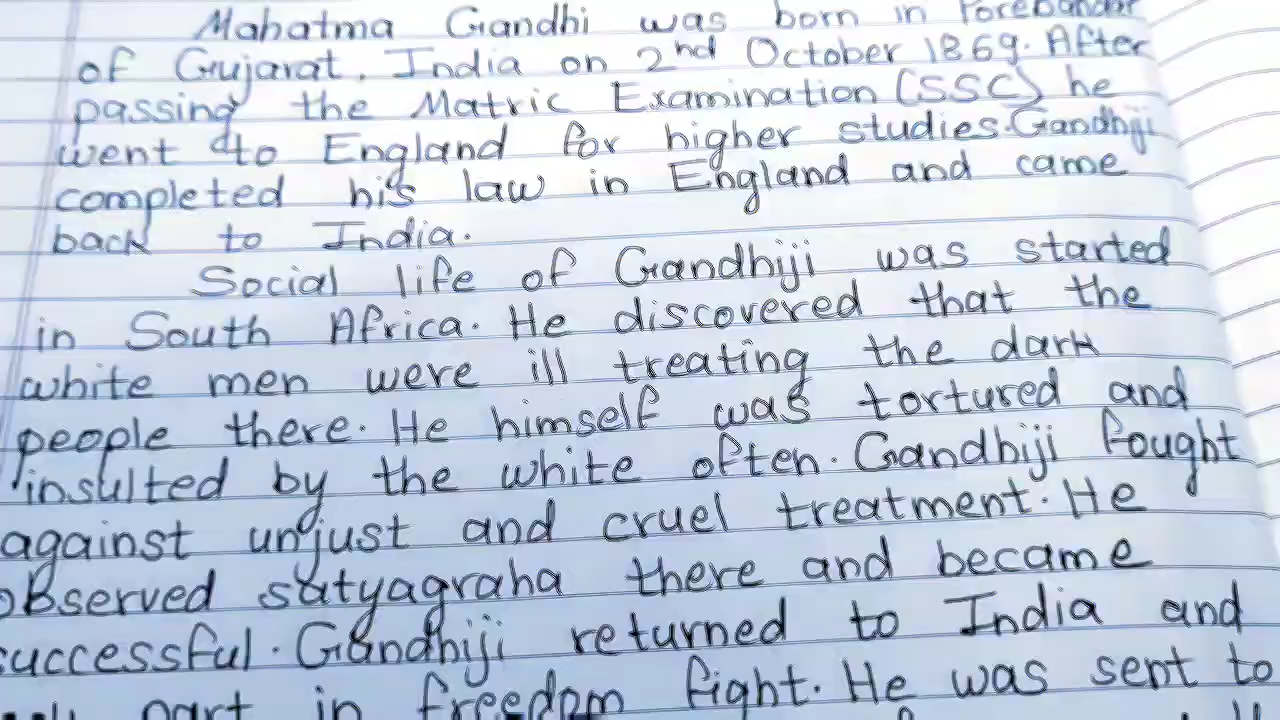 Mahatma Gandhi was born in Porebandar
of Gujarat, India on 2nd October 1869. After
passing the Matric Examination (SSC) he
went to England for higher studies. Gandhiji
completed his law in England and came
back to India.
Social life of Gandhiji was started
in South Africa. He discovered that the
white men were ill treating the dark
people there. He himself was tortured and
insulted by the white often. Gandhiji fought
against unjust and cruel treatment. He
observed satyagraha there and became
successful. Gandhiji returned to India and
part in freedom fight. He was sent to